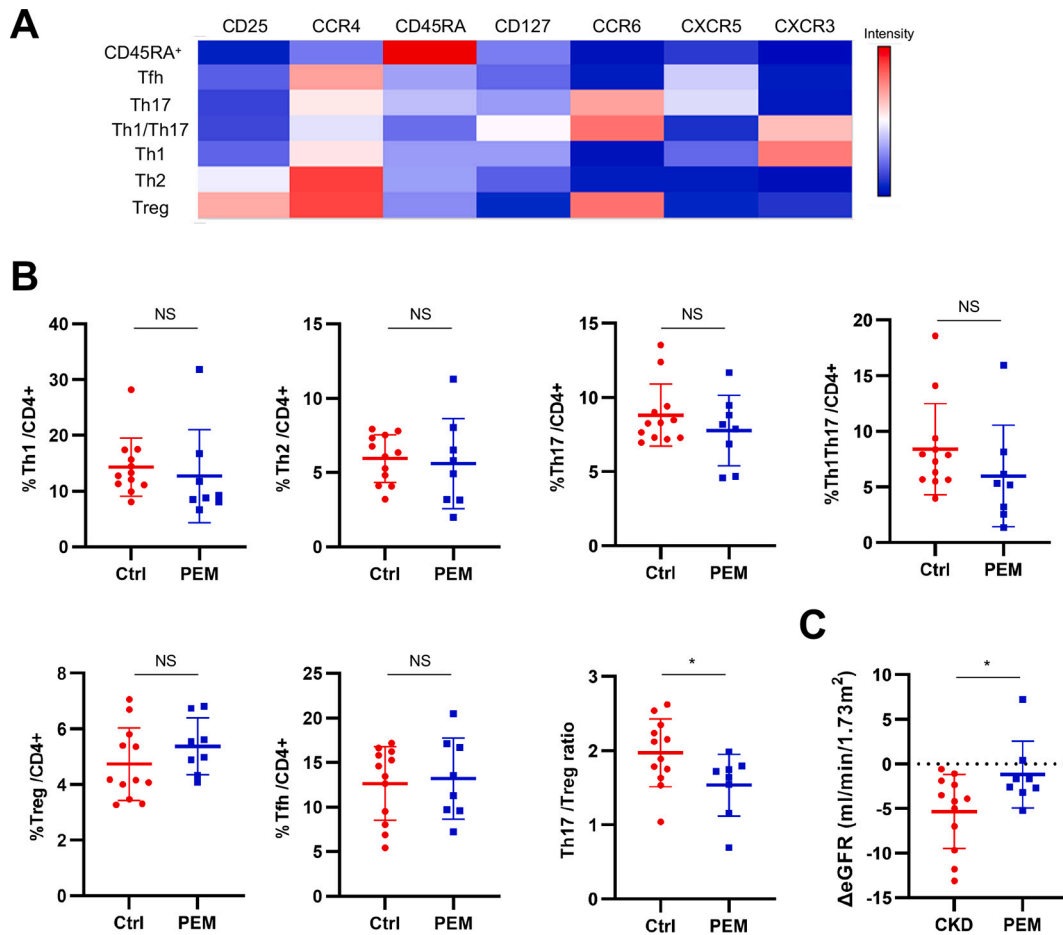 A
CD25 CCR4 CD45RA CD127 CCR6 CXCR5 CXCR3
Intensity
CD45RA⁺
Tfh
Th17
Th1/Th17
Th1
Th2
Treg
B
NS
40
30
20
10
0
%Th1 /CD4+
Ctrl PEM
NS
15
10
5
0
%Th2 /CD4+
Ctrl PEM
NS
15
10
5
0
%Th17 /CD4+
Ctrl PEM
NS
20
15
10
5
0
%Th1Th17 /CD4+
Ctrl PEM
NS
8
6
4
2
0
%Treg /CD4+
Ctrl PEM
NS
25
20
15
10
5
0
%Tfh /CD4+
Ctrl PEM
*
3
2
1
0
Th17 /Treg ratio
Ctrl PEM
C
*
10
5
0
-5
-10
-15
ΔeGFR (ml/min/1.73m²)
CKD PEM